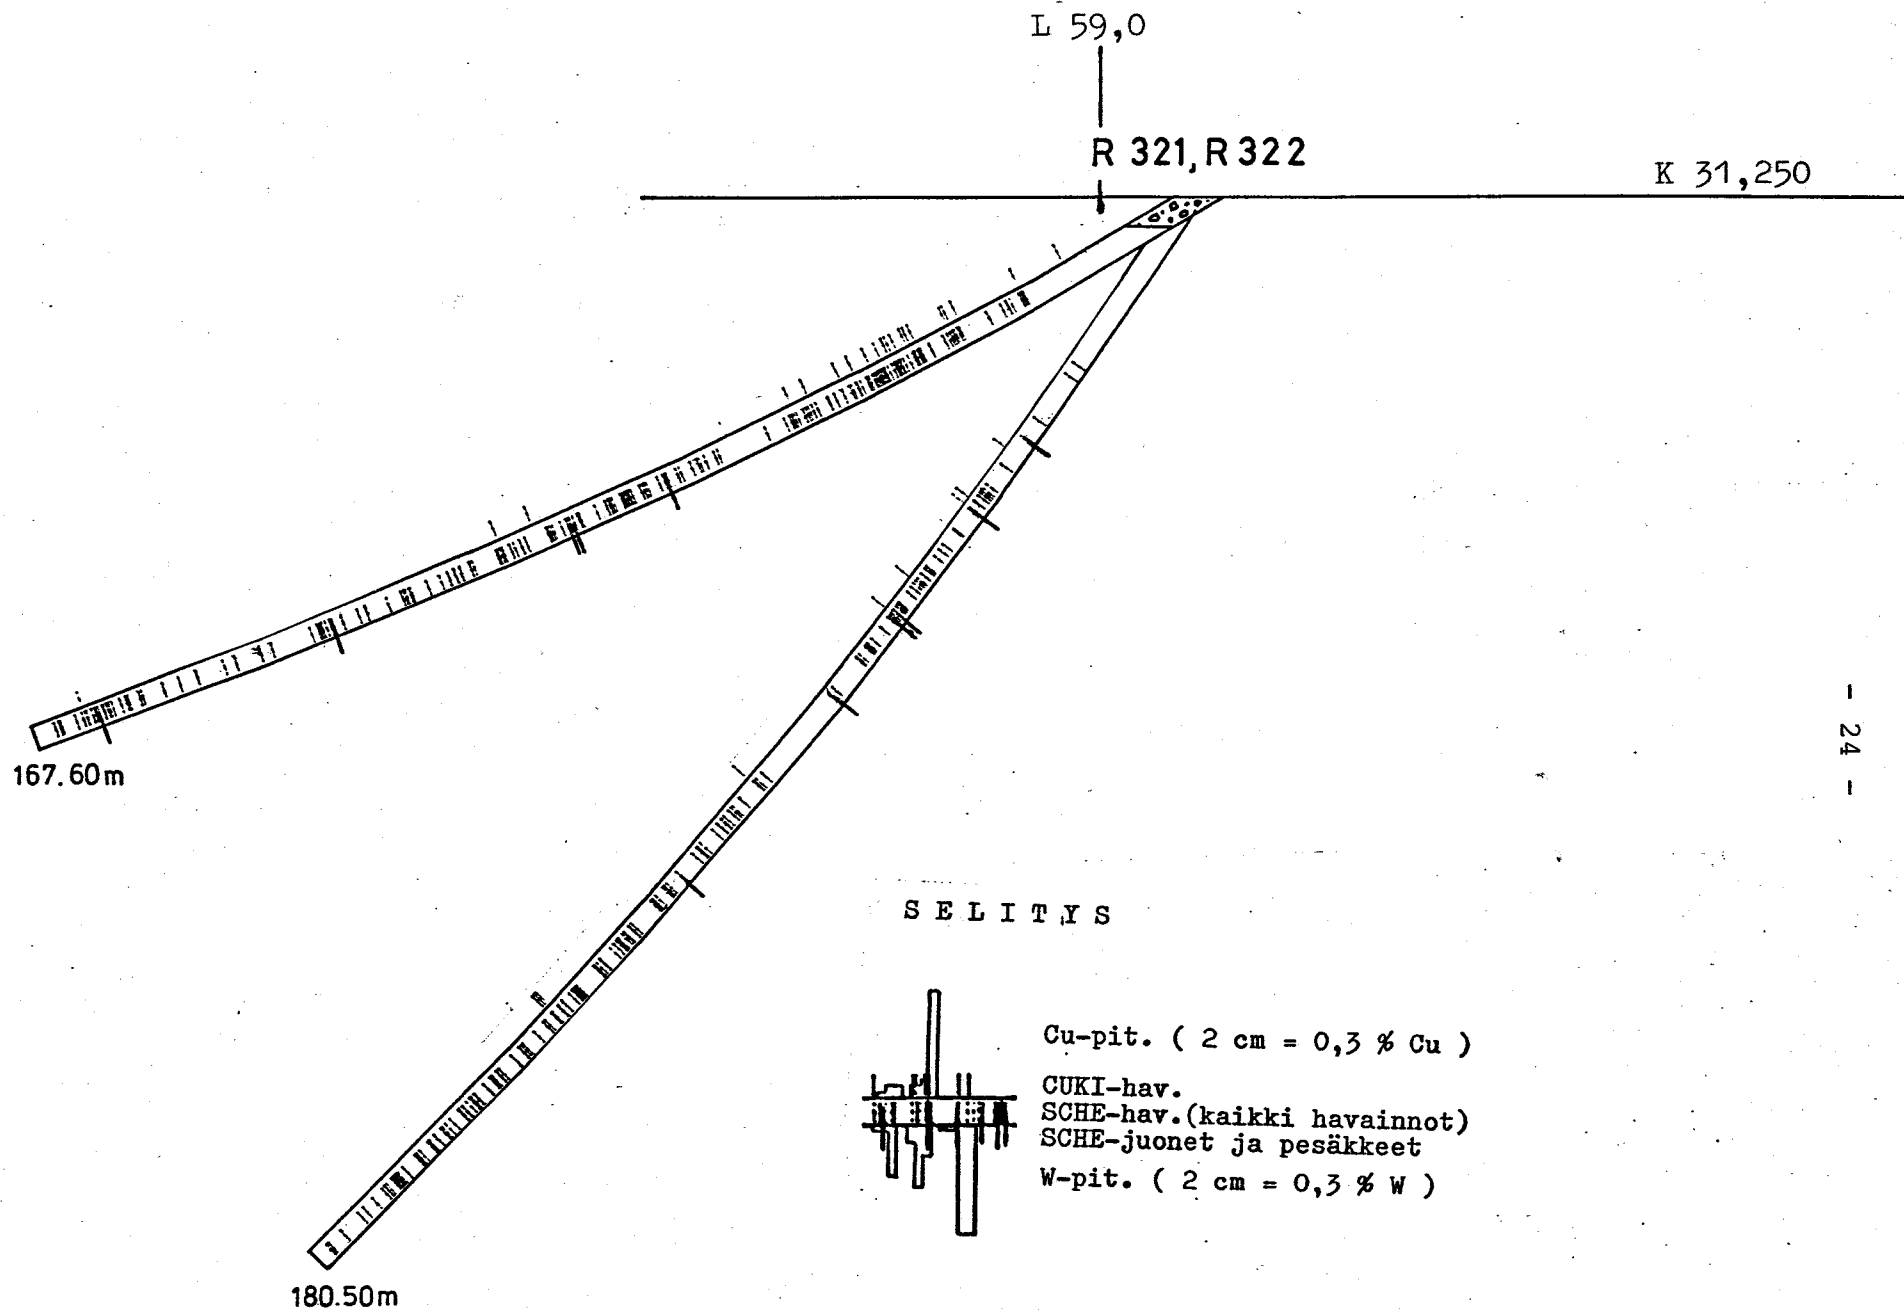 L 59,0
R 321, R 322
K 31,250
167.60m
- 24 -
SELITYS
Cu-pit. ( 2 cm = 0,3 % Cu )
CUKI-hav.
SCHE-hav.(kaikki havainnot)
SCHE-juonet ja pesäkkeet
W-pit. ( 2 cm = 0,3 % W )
180.50m